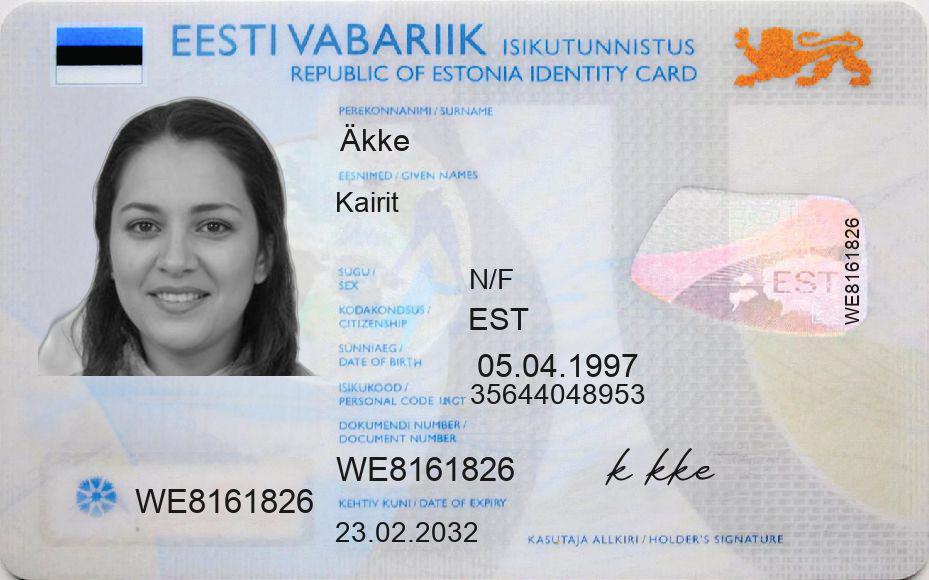 EESTI VABARIIK ISIKUTUNNISTUS
REPUBLIC OF ESTONIA IDENTITY CARD
PEREKONNANIMI / SURNAME
Äkke
EESNIMED / GIVEN NAMES
Kairit
SUGU /
SEX
N/F
KODAKONDSUS /
CITIZENSHIP
EST
SÜNNIAEG /
DATE OF BIRTH
05.04.1997
ISIKUKOOD /
PERSONAL CODE
35644048953
DOKUMENDI NUMBER /
DOCUMENT NUMBER
WE8161826
WE8161826
KEHTIV KUNI / DATE OF EXPIRY
23.02.2032
k kke
KASUTAJA ALLKIRI / HOLDER'S SIGNATURE
EST
WE8161826